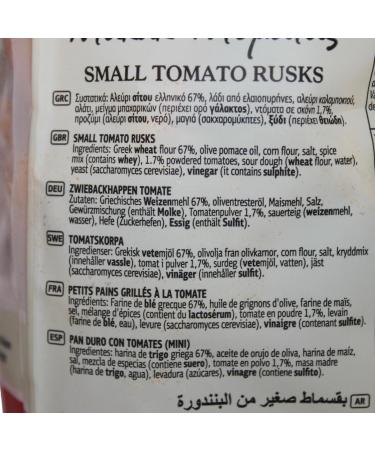 SMALL TOMATO RUSKS
GRC Συστατικά: Αλεύρι σίτου ελληνικό 67%, λάδι από ελαιοπυρήνες, αλεύρι καλαμποκιού,
αλάτι, μείγμα μπαχαρικών (περιέχει ορό γάλακτος), ντομάτα σε σκόνη 1,7%,
προζύμι (αλεύρι σίτου, νερό), μαγιά (σακχαρομύκητες), ξύδι (περιέχει θειώδη).
GBR SMALL TOMATO RUSKS
Ingredients: Greek wheat flour 67%, olive pomace oil, corn flour, salt, spice
mix (contains whey), 1.7% powdered tomatoes, sour dough (wheat flour, water),
yeast (saccharomyces cerevisiae), vinegar (it contains sulphite).
DEU ZWIEBACKHAPPEN TOMATE
Zutaten: Griechisches Weizenmehl 67%, oliventresteröl, Maismehl, Salz,
Gewürzmischung (enthält Molke), Tomatenpulver 1,7%, sauerteig (weizenmehl,
wasser), Hefe (Zuckerhefen), Essig (enthält Sulfit).
SWE TOMATSKORPA
Ingredienser: Grekisk vetemjöl 67%, olivolja från olivkarnor, corn flour, salt, kryddmix
(innehåller vassle), tomat i pulver 1,7%, surdeg (vetemjöl, vatten), jäst
(saccharomyces cerevisiae), vinäger (innehåller sulfit).
FRA PETITS PAINS GRILLÉS À LA TOMATE
Ingrédients: Farine de blé grecque 67%, huile de grignons d'olive, farine de maïs,
sel, mélange d'épices (contient du lactosérum), tomate en poudre 1,7%, levain
(farine de blé, eau), levure (saccharomyces cerevisiae), vinaigre (contenant sulfite).
ESP PAN DURO CON TOMATES (MINI)
Ingredientes: harina de trigo griega 67%, aceite de orujo de oliva, harina de maíz,
sal, mezcla de especias (contiene suero), tomate en polvo 1,7%, masa madre
(harina de trigo, agua), levadura (azúcares), vinagre (contiene sulfito).
AR بقسماط صغير من البنندورة